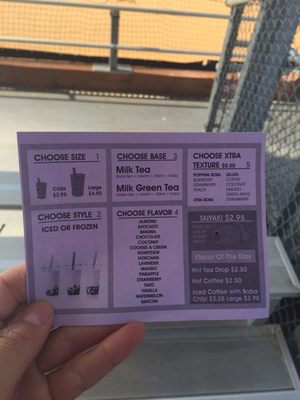 CHOOSE SIZE 1
Chibi
$3.98
Large
$4.50
CHOOSE STYLE 2
ICED OR FROZEN
CHOOSE BASE 3
Milk Tea
Milk Green Tea
CHOOSE FLAVOR 4
ALMOND
AVOCADO
BANANA
CHOCOLATE
COCONUT
COOKIES & CREEM
HONEYDEW
HORCHATA
LAVENDER
MANGO
PINEAPPLE
STRAWBERRY
TARO
VANILLA
WATERMELON
MATCHA
CHOOSE XTRA
TEXTURE $0.50 5
POPPING BOBA
BLUEBERRY
STRAWBERRY
PEACH
XTRA BOBA
JELLIES
COFFEE
COCONUT
MANGO
GREEN APPLE
STRAWBERRY
TAIYAKI $2.95
Flavor Of The Day
Hot Tea Drop $2.50
Hot Coffee $2.50
Iced Coffee with Boba
Chibi $3.25 Large $3.95